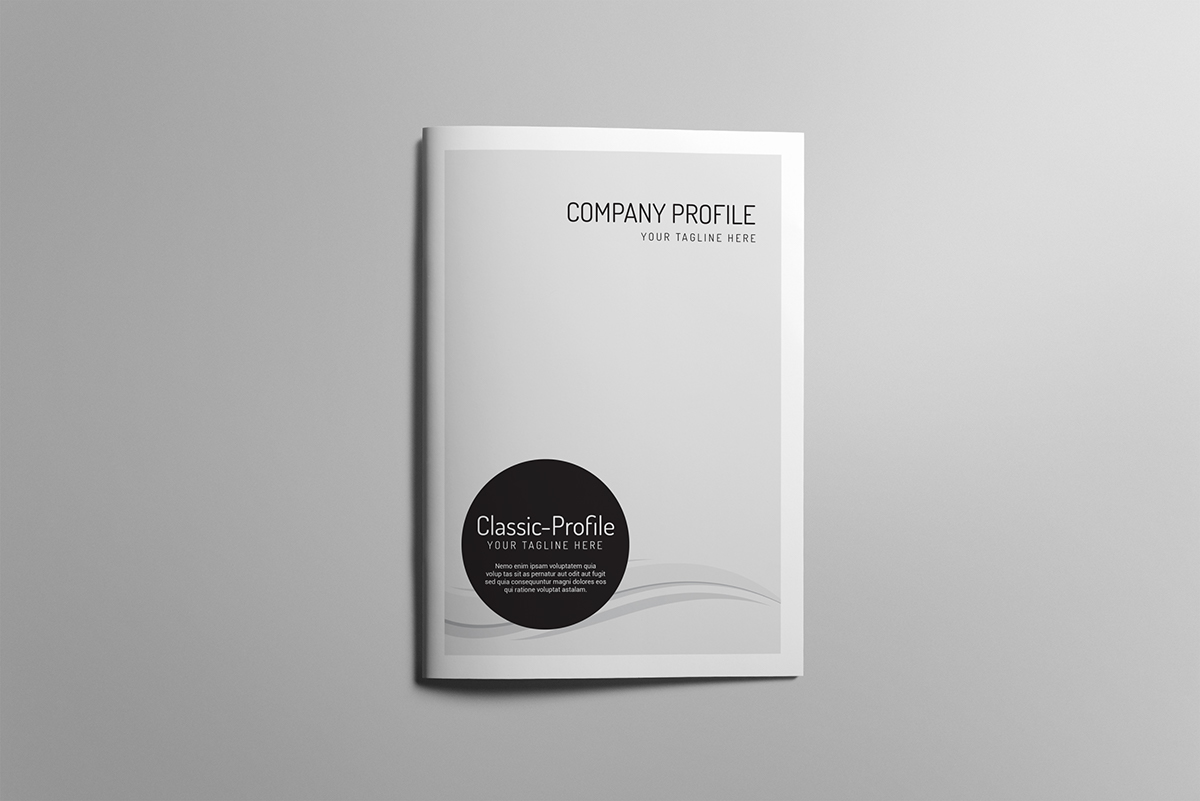 COMPANY PROFILE
YOUR TAGLINE HERE
Classic-Profile
YOUR TAGLINE HERE
Nemo enim ipsam voluptatem quia
volup tas sit as pernatur aut odit aut fugit
sed quia consequuntur magni dolores eos
qui ratione voluptat astalam.